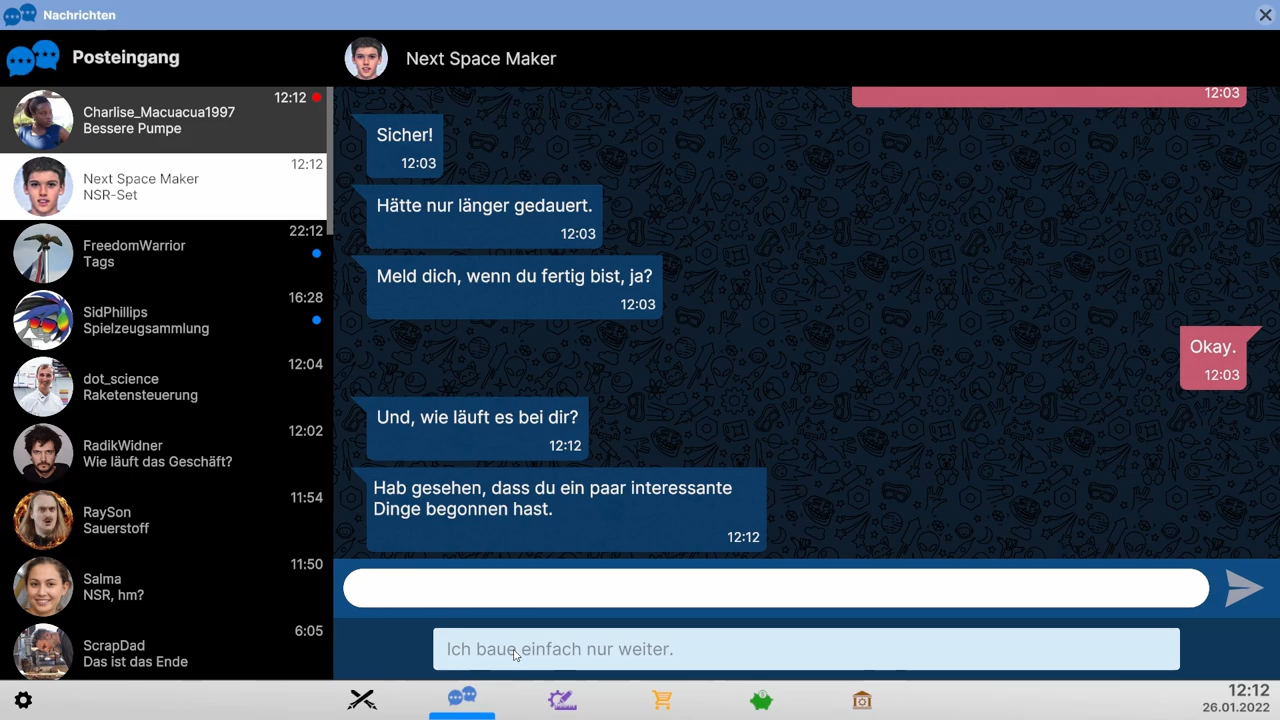 Nachrichten
Posteingang
Next Space Maker
12:12
Charlise_Macuacua1997
Bessere Pumpe
12:12
Next Space Maker
NSR-Set
22:12
FreedomWarrior
Tags
16:28
SidPhillips
Spielzeugsammlung
12:04
dot_science
Raketensteuerung
12:02
RadikWidner
Wie läuft das Geschäft?
11:54
RaySon
Sauerstoff
11:50
Salma
NSR, hm?
6:05
ScrapDad
Das ist das Ende
12:03
Sicher!
12:03
Hätte nur länger gedauert.
12:03
Meld dich, wenn du fertig bist, ja?
12:03
Okay.
12:03
Und, wie läuft es bei dir?
12:12
Hab gesehen, dass du ein paar interessante
Dinge begonnen hast.
12:12
Ich baue einfach nur weiter.
12:12
26.01.2022